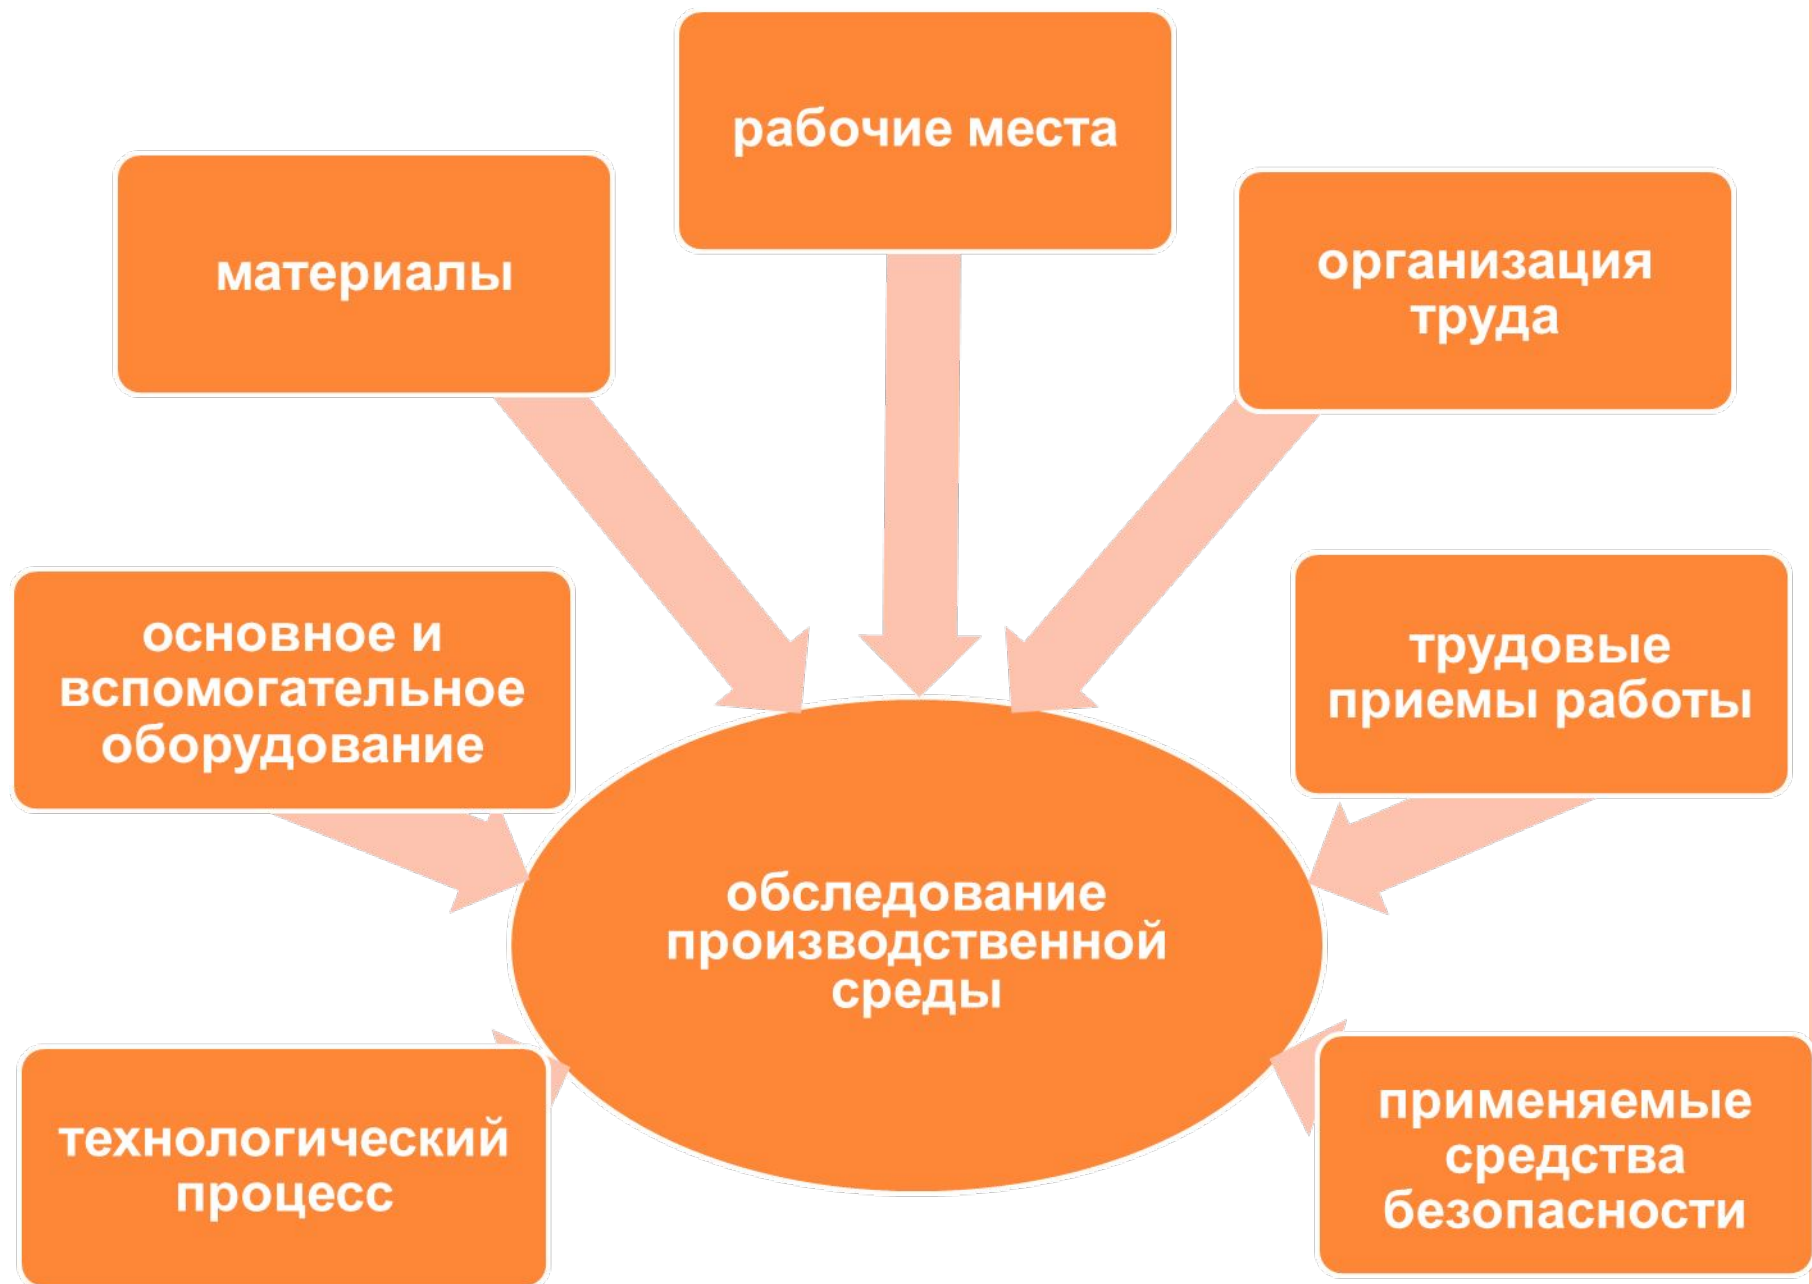 рабочие места
материалы
организация
труда
основное и
вспомогательное
оборудование
трудовые
приемы работы
обследование
производственной
среды
технологический
процесс
применяемые
средства
безопасности